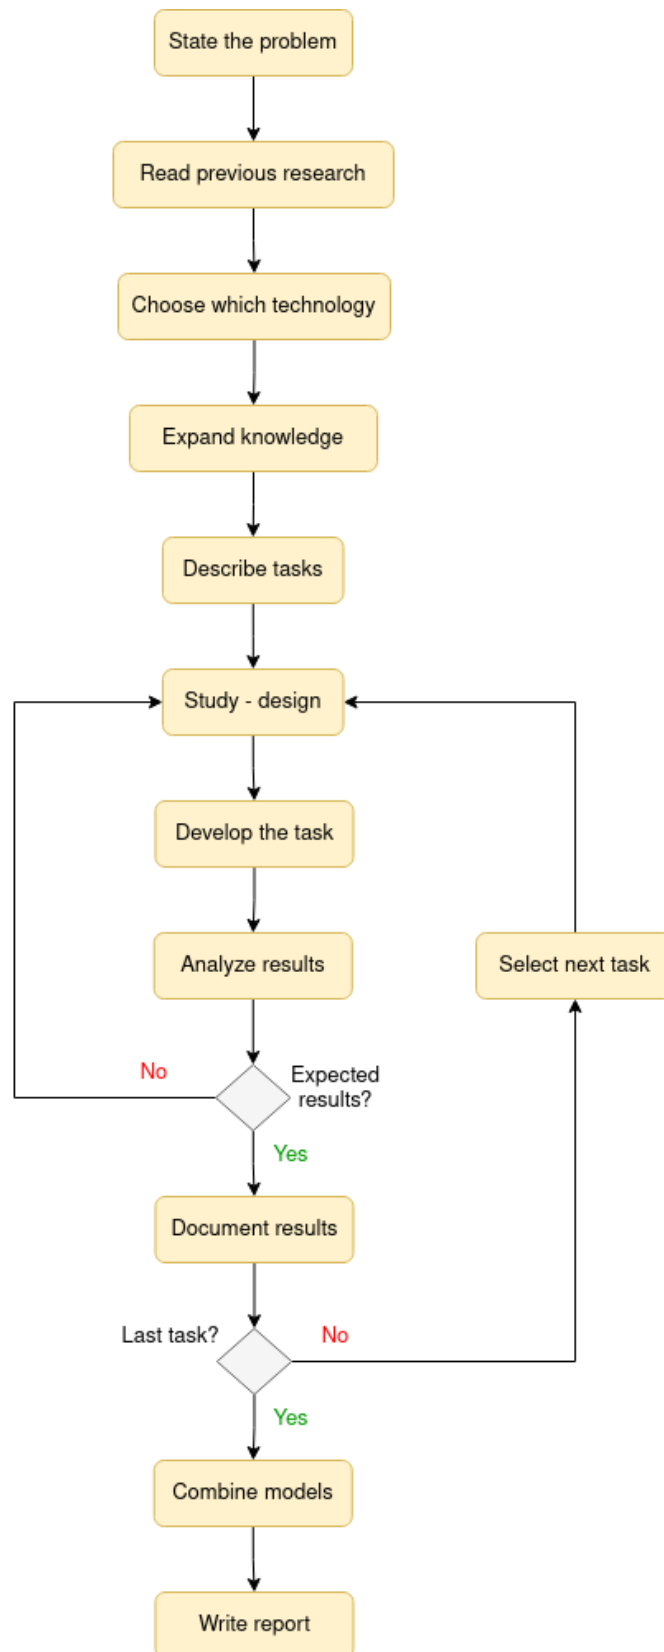 State the problem
Read previous research
Choose which technology
Expand knowledge
Describe tasks
Study - design
Develop the task
Analyze results
Select next task
No
Expected
results?
Yes
Document results
Last task?
No
Yes
Combine models
Write report